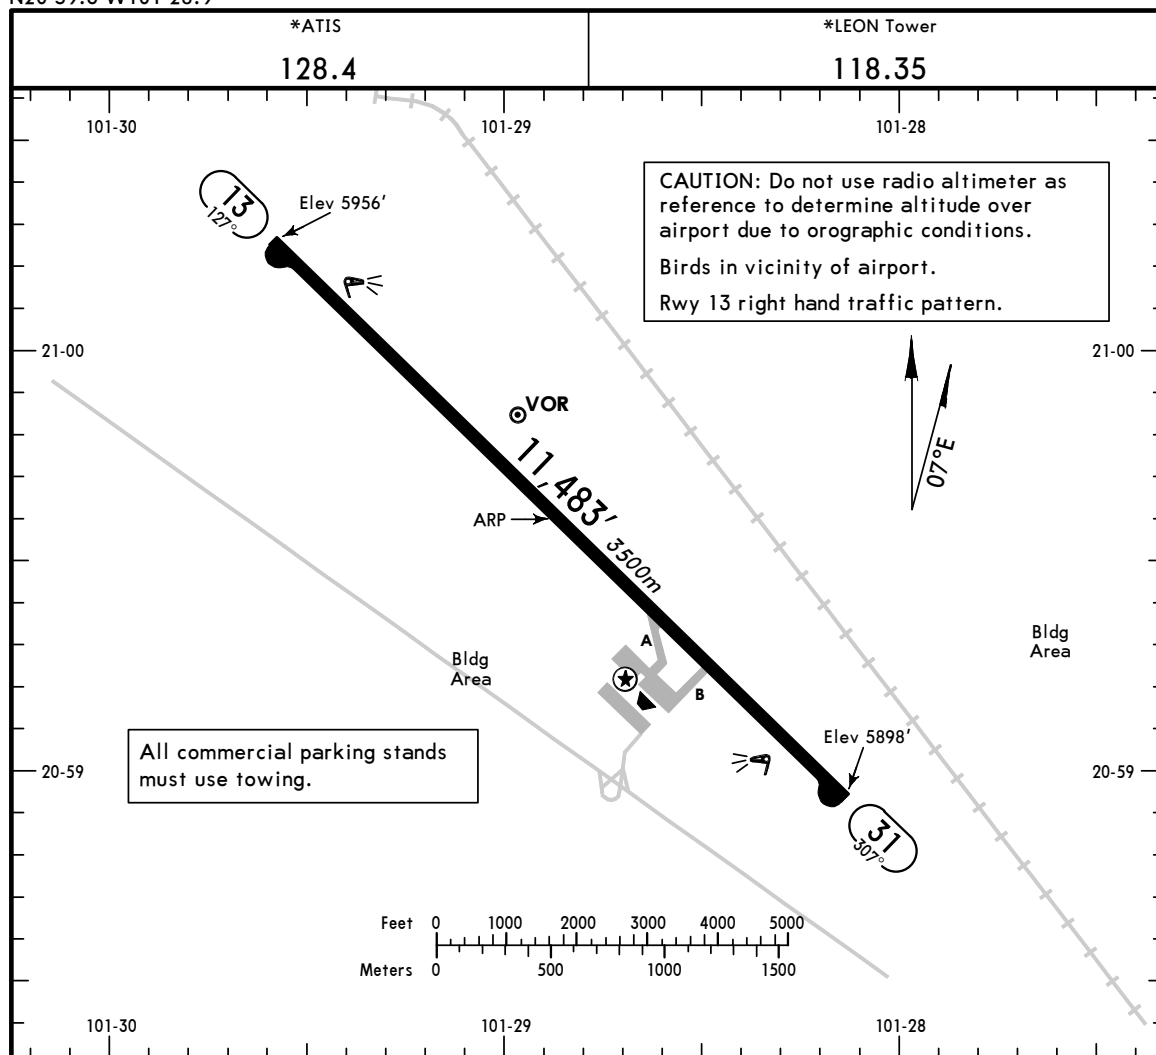 *ATIS
128.4
*LEON Tower
118.35
101-30
101-29
101-28
13
127°
Elev 5956'
CAUTION: Do not use radio altimeter as
reference to determine altitude over
airport due to orographic conditions.
Birds in vicinity of airport.
Rwy 13 right hand traffic pattern.
21-00
21-00
VOR
11,483'
3500m
07°E
ARP
A
B
Bldg
Area
Bldg
Area
All commercial parking stands
must use towing.
Elev 5898'
20-59
20-59
31
307°
Feet 0 1000 2000 3000 4000 5000
Meters 0 500 1000 1500
101-30
101-29
101-28